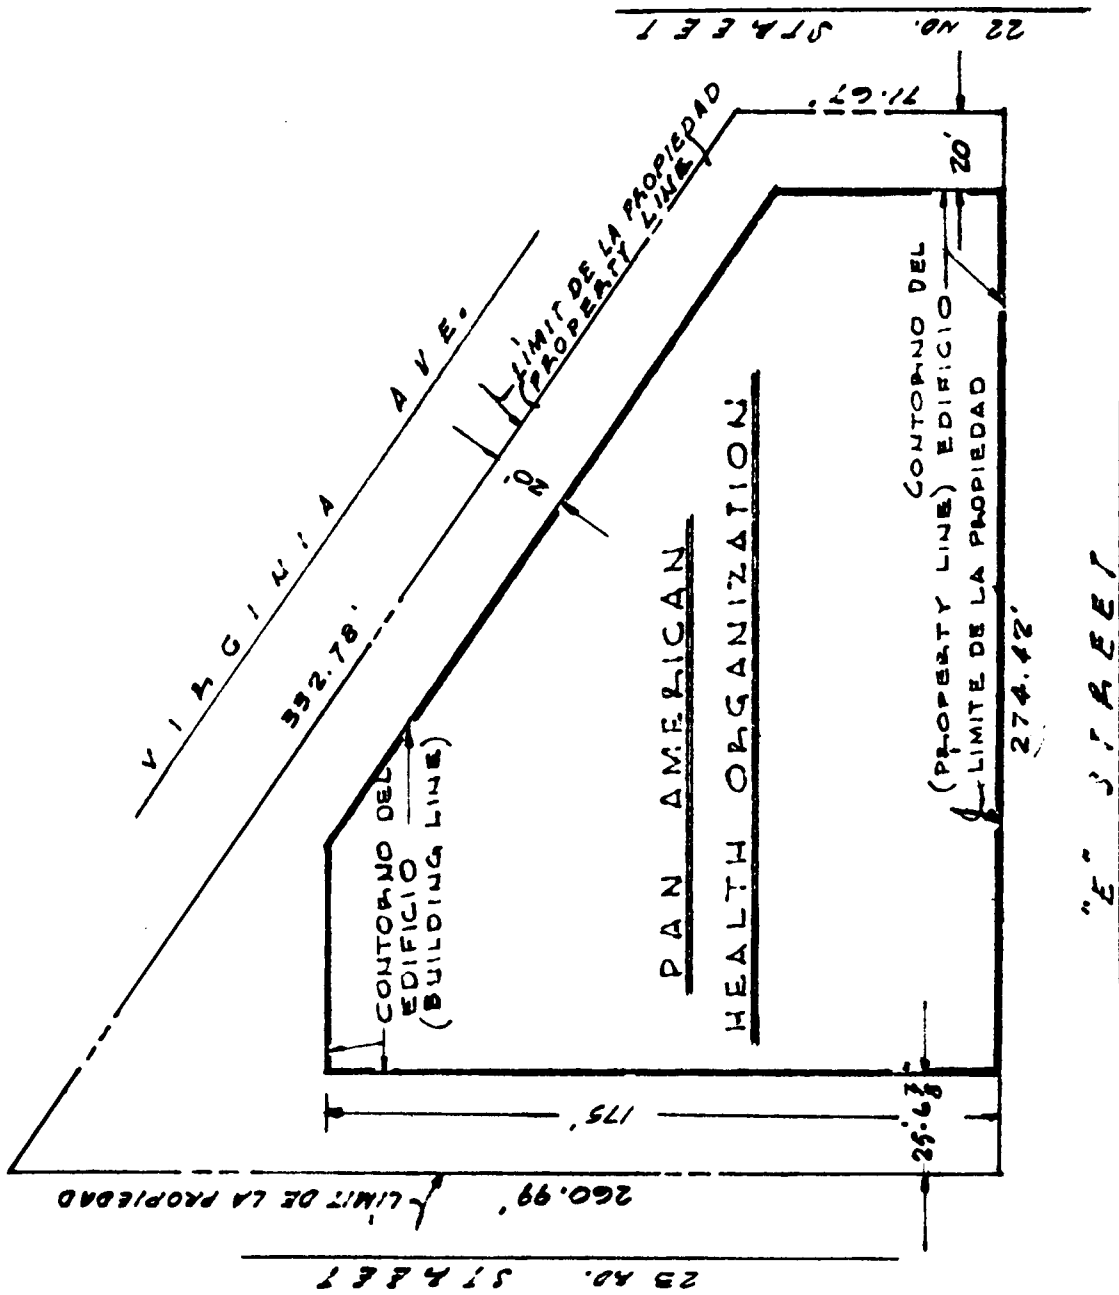 22 ND. STREET
71.67'
20'
VIRGINIA AVE.
LIMIT DE LA PROPIEDAD
(PROPERTY LINE)
20'
332.78'
CONTORNO DEL
EDIFICIO
(BUILDING LINE)
PAN AMERICAN
HEALTH ORGANIZATION
CONTORNO DEL
(PROPERTY LINE) EDIFICIO
LIMITE DE LA PROPIEDAD
274.42'
"E" STREET
175'
260.99'
LIMIT DE LA PROPIEDAD
23 RD. STREET